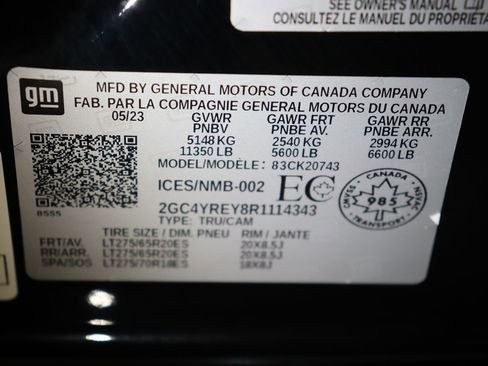 SEE OWNER'S MANUAL
CONSULTEZ LE MANUEL DU PROPRIÉTA
gm
MFD BY GENERAL MOTORS OF CANADA COMPANY
FAB. PAR LA COMPAGNIE GENERAL MOTORS DU CANADA
05/23 GVWR GAWR FRT GAWR RR
PNBV PNBE AV. PNBE ARR.
5148 KG 2540 KG 2994 KG
11350 LB 5600 LB 6600 LB
MODEL/MODÈLE: 83CK20743
ICES/NMB-002 EC
CANADA
985
TRANSPORT
2GC4YREY8R1114343
B555 TYPE: TRU/CAM
TIRE SIZE / DIM. PNEU RIM / JANTE
FRT/AV. LT275/65R20ES 20X8.5J
RR/ARR. LT275/65R20ES 20X8.5J
SPA/SOS LT275/70R18ES 18X8J